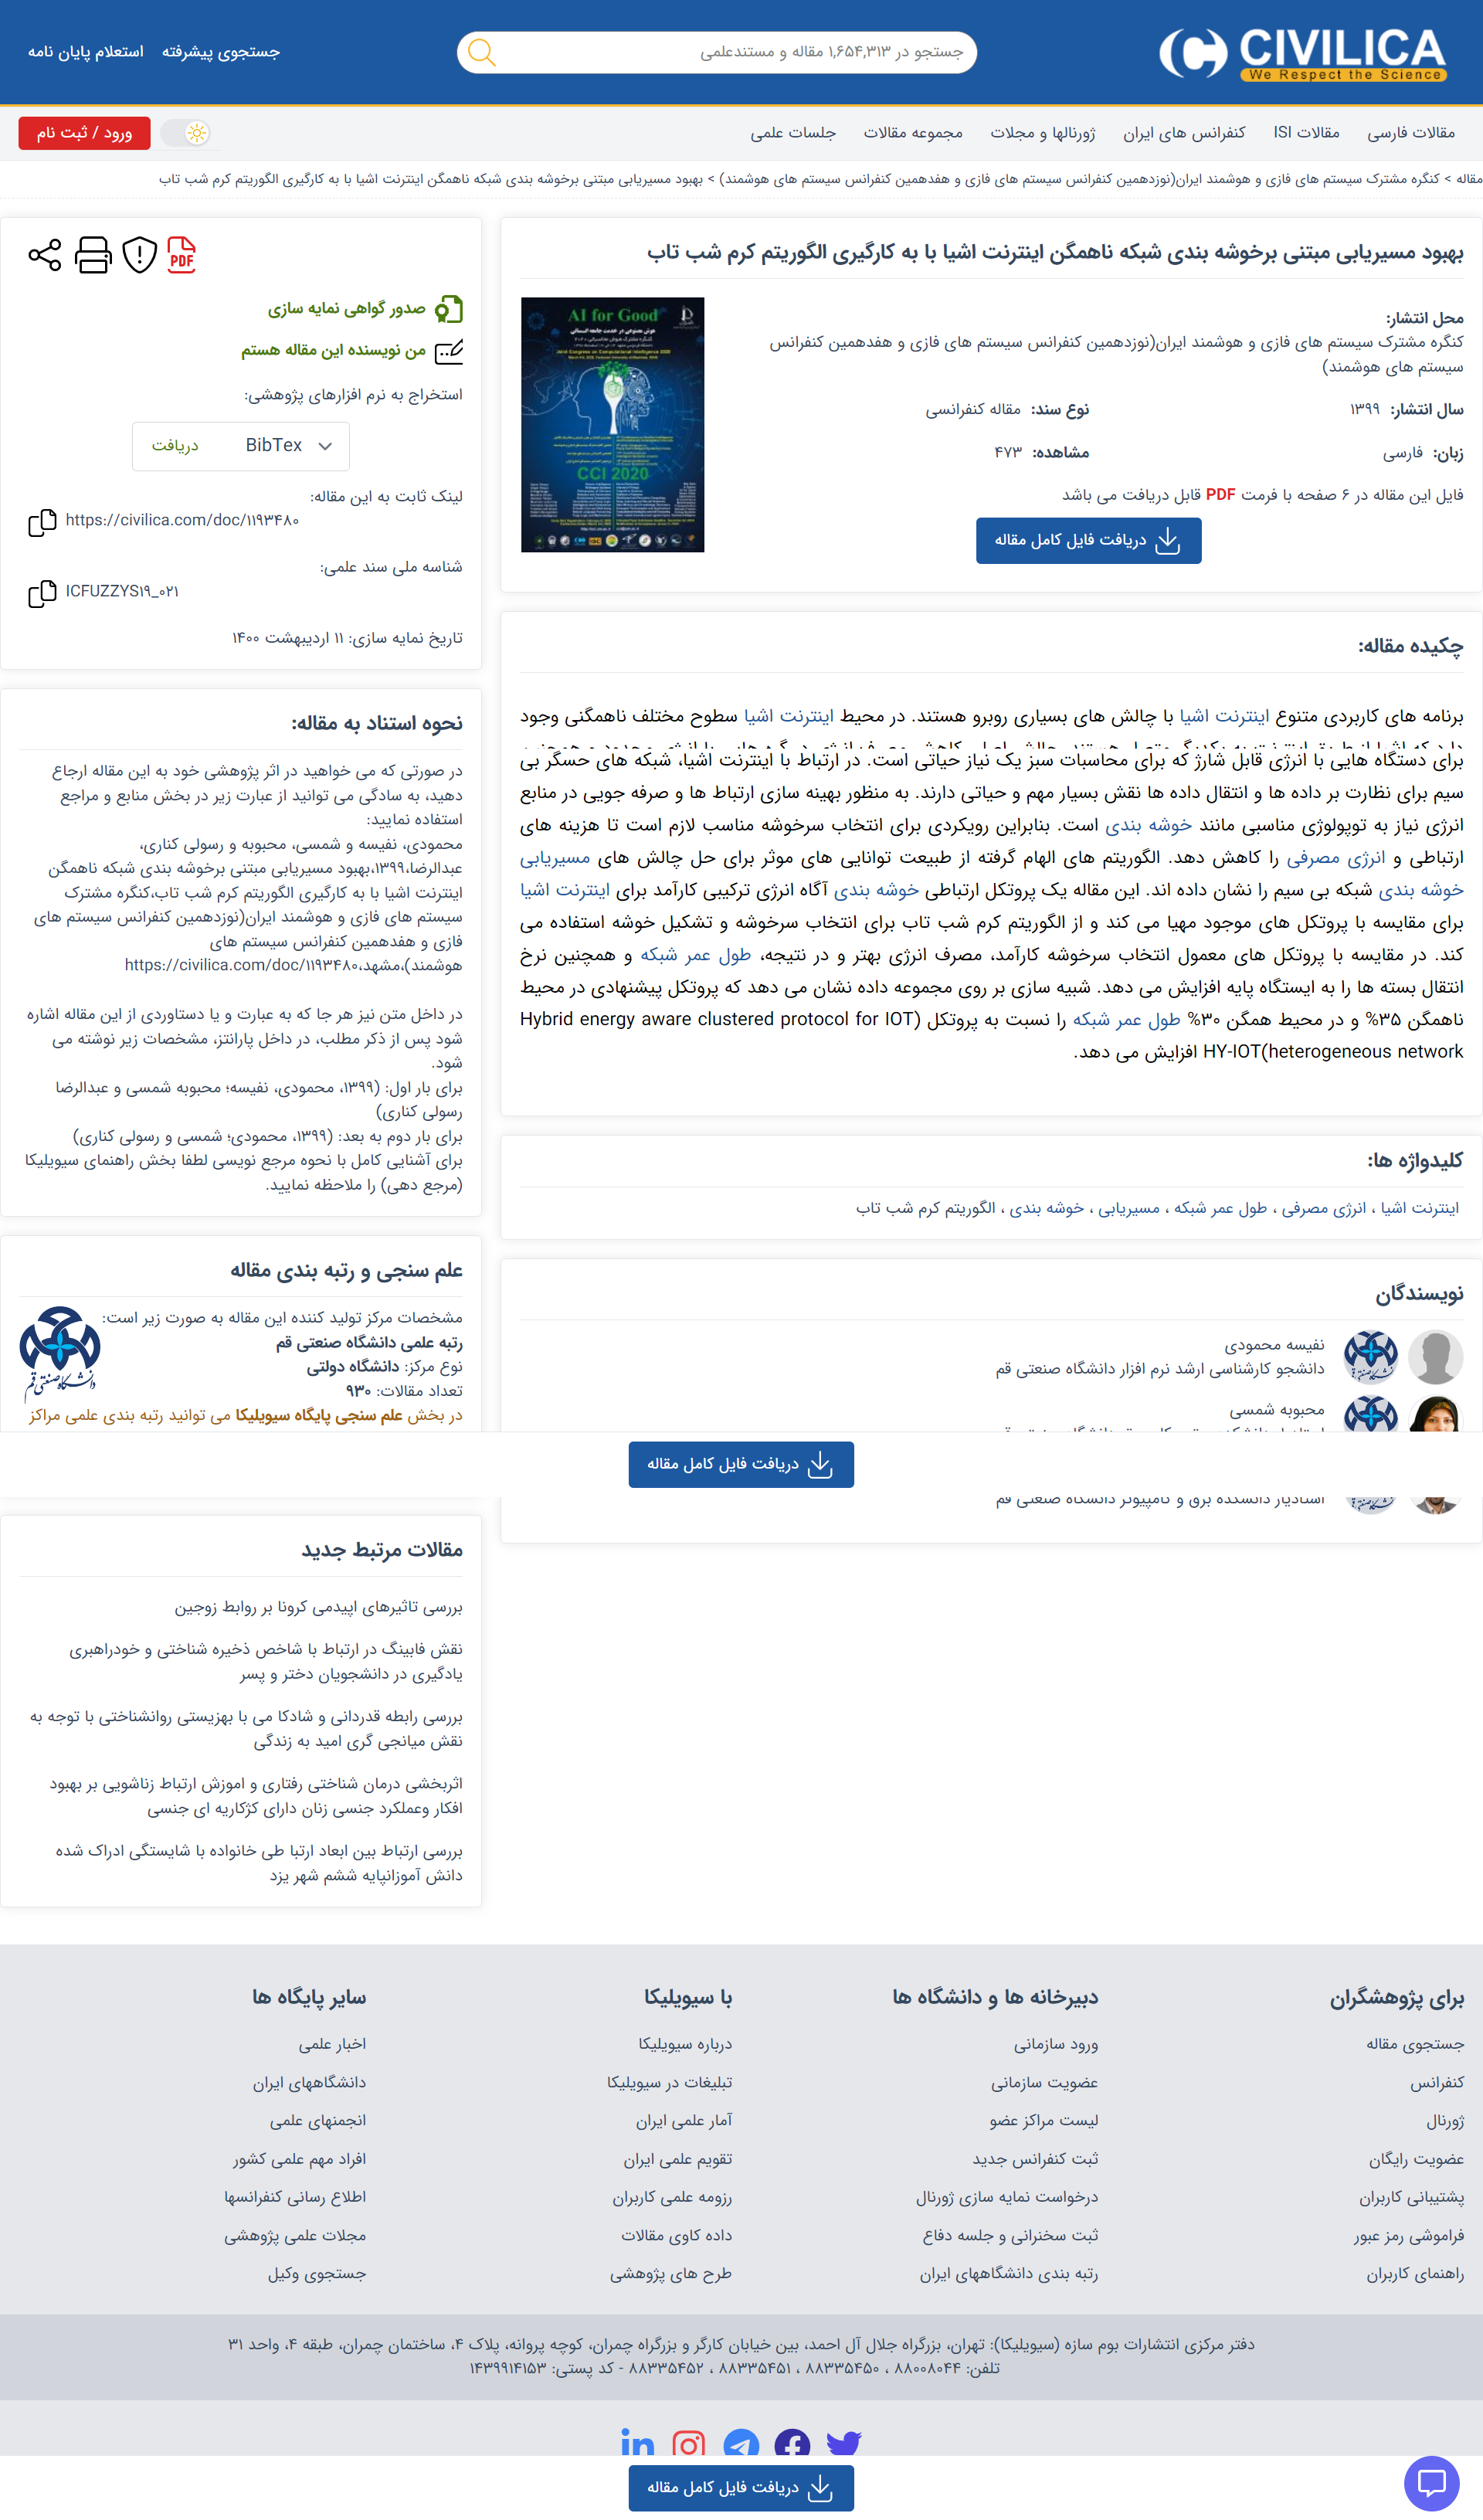 CIVILICA
We Respect the Science
جستجو در ۱,۶۵۴,۳۱۳ مقاله و مستندعلمی
جستجوی پیشرفته
استعلام پایان نامه
مقالات فارسی
مقالات ISI
کنفرانس های ایران
ژورنالها و مجلات
مجموعه مقالات
جلسات علمی
ورود / ثبت نام
مقاله > کنگره مشترک سیستم های فازی و هوشمند ایران(نوزدهمین کنفرانس سیستم های فازی و هفدهمین کنفرانس سیستم های هوشمند) > بهبود مسیریابی مبتنی برخوشه بندی شبکه ناهمگن اینترنت اشیا با به کارگیری الگوریتم کرم شب تاب
بهبود مسیریابی مبتنی برخوشه بندی شبکه ناهمگن اینترنت اشیا با به کارگیری الگوریتم کرم شب تاب
محل انتشار:
کنگره مشترک سیستم های فازی و هوشمند ایران(نوزدهمین کنفرانس سیستم های فازی و هفدهمین کنفرانس
سیستم های هوشمند)
سال انتشار: ۱۳۹۹
نوع سند: مقاله کنفرانسی
زبان: فارسی
مشاهده: ۴۷۳
فایل این مقاله در ۶ صفحه با فرمت PDF قابل دریافت می باشد
دریافت فایل کامل مقاله
AI for Good
هوش مصنوعی در خدمت جامعه انسانی
CCI 2020
چکیده مقاله:
برنامه های کاربردی متنوع اینترنت اشیا با چالش های بسیاری روبرو هستند. در محیط اینترنت اشیا سطوح مختلف ناهمگنی وجود
برای دستگاه هایی با انرژی قابل شارژ که برای محاسبات سبز یک نیاز حیاتی است. در ارتباط با اینترنت اشیا، شبکه های حسگر بی
سیم برای نظارت بر داده ها و انتقال داده ها نقش بسیار مهم و حیاتی دارند. به منظور بهینه سازی ارتباط ها و صرفه جویی در منابع
انرژی نیاز به توپولوژی مناسبی مانند خوشه بندی است. بنابراین رویکردی برای انتخاب سرخوشه مناسب لازم است تا هزینه های
ارتباطی و انرژی مصرفی را کاهش دهد. الگوریتم های الهام گرفته از طبیعت توانایی های موثر برای حل چالش های مسیریابی
خوشه بندی شبکه بی سیم را نشان داده اند. این مقاله یک پروتکل ارتباطی خوشه بندی آگاه انرژی ترکیبی کارآمد برای اینترنت اشیا
برای مقایسه با پروتکل های موجود مهیا می کند و از الگوریتم کرم شب تاب برای انتخاب سرخوشه و تشکیل خوشه استفاده می
کند. در مقایسه با پروتکل های معمول انتخاب سرخوشه کارآمد، مصرف انرژی بهتر و در نتیجه، طول عمر شبکه و همچنین نرخ
انتقال بسته ها را به ایستگاه پایه افزایش می دهد. شبیه سازی بر روی مجموعه داده نشان می دهد که پروتکل پیشنهادی در محیط
ناهمگن ۳۵% و در محیط همگن ۳۰% طول عمر شبکه را نسبت به پروتکل (Hybrid energy aware clustered protocol for IOT
heterogeneous network)HY-IOT افزایش می دهد.
کلیدواژه ها:
اینترنت اشیا ، انرژی مصرفی ، طول عمر شبکه ، مسیریابی ، خوشه بندی ، الگوریتم کرم شب تاب
نویسندگان
نفیسه محمودی
دانشجو کارشناسی ارشد نرم افزار دانشگاه صنعتی قم
محبوبه شمسی
استادیار دانشکده برق و کامپیوتر دانشگاه صنعتی قم
PDF
صدور گواهی نمایه سازی
من نویسنده این مقاله هستم
استخراج به نرم افزارهای پژوهشی:
BibTex
دریافت
لینک ثابت به این مقاله:
https://civilica.com/doc/۱۱۹۳۴۸۰
شناسه ملی سند علمی:
ICFUZZYS۱۹_۰۲۱
تاریخ نمایه سازی: ۱۱ اردیبهشت ۱۴۰۰
نحوه استناد به مقاله:
در صورتی که می خواهید در اثر پژوهشی خود به این مقاله ارجاع
دهید، به سادگی می توانید از عبارت زیر در بخش منابع و مراجع
استفاده نمایید:
محمودی، نفیسه و شمسی، محبوبه و رسولی کناری،
عبدالرضا،۱۳۹۹،بهبود مسیریابی مبتنی برخوشه بندی شبکه ناهمگن
اینترنت اشیا با به کارگیری الگوریتم کرم شب تاب،کنگره مشترک
سیستم های فازی و هوشمند ایران(نوزدهمین کنفرانس سیستم های
فازی و هفدهمین کنفرانس سیستم های
هوشمند)،مشهد،https://civilica.com/doc/۱۱۹۳۴۸۰
در داخل متن نیز هر جا که به عبارت و یا دستاوردی از این مقاله اشاره
شود پس از ذکر مطلب، در داخل پارانتز، مشخصات زیر نوشته می
شود.
برای بار اول: (۱۳۹۹، محمودی، نفیسه؛ محبوبه شمسی و عبدالرضا
رسولی کناری)
برای بار دوم به بعد: (۱۳۹۹، محمودی؛ شمسی و رسولی کناری)
برای آشنایی کامل با نحوه مرجع نویسی لطفا بخش راهنمای سیویلیکا
(مرجع دهی) را ملاحظه نمایید.
علم سنجی و رتبه بندی مقاله
مشخصات مرکز تولید کننده این مقاله به صورت زیر است:
رتبه علمی دانشگاه صنعتی قم
نوع مرکز: دانشگاه دولتی
تعداد مقالات: ۹۳۰
در بخش علم سنجی پایگاه سیویلیکا می توانید رتبه بندی علمی مراکز
دریافت فایل کامل مقاله
مقالات مرتبط جدید
بررسی تاثیرهای اپیدمی کرونا بر روابط زوجین
نقش فابینگ در ارتباط با شاخص ذخیره شناختی و خودراهبری
یادگیری در دانشجویان دختر و پسر
بررسی رابطه قدردانی و شادکا می با بهزیستی روانشناختی با توجه به
نقش میانجی گری امید به زندگی
اثربخشی درمان شناختی رفتاری و اموزش ارتباط زناشویی بر بهبود
افکار وعملکرد جنسی زنان دارای کژکاریه ای جنسی
بررسی ارتباط بین ابعاد ارتبا طی خانواده با شایستگی ادراک شده
دانش آموزانپایه ششم شهر یزد
برای پژوهشگران
جستجوی مقاله
کنفرانس
ژورنال
عضویت رایگان
پشتیبانی کاربران
فراموشی رمز عبور
راهنمای کاربران
دبیرخانه ها و دانشگاه ها
ورود سازمانی
عضویت سازمانی
لیست مراکز عضو
ثبت کنفرانس جدید
درخواست نمایه سازی ژورنال
ثبت سخنرانی و جلسه دفاع
رتبه بندی دانشگاههای ایران
با سیویلیکا
درباره سیویلیکا
تبلیغات در سیویلیکا
آمار علمی ایران
تقویم علمی ایران
رزومه علمی کاربران
داده کاوی مقالات
طرح های پژوهشی
سایر پایگاه ها
اخبار علمی
دانشگاههای ایران
انجمنهای علمی
افراد مهم علمی کشور
اطلاع رسانی کنفرانسها
مجلات علمی پژوهشی
جستجوی وکیل
دفتر مرکزی انتشارات بوم سازه (سیویلیکا): تهران، بزرگراه جلال آل احمد، بین خیابان کارگر و بزرگراه چمران، کوچه پروانه، پلاک ۴، ساختمان چمران، طبقه ۴، واحد ۳۱
تلفن: ۸۸۰۰۸۰۴۴ ، ۸۸۳۳۵۴۵۰ ، ۸۸۳۳۵۴۵۱ ، ۸۸۳۳۵۴۵۲ - کد پستی: ۱۴۳۹۹۱۴۱۵۳
دریافت فایل کامل مقاله